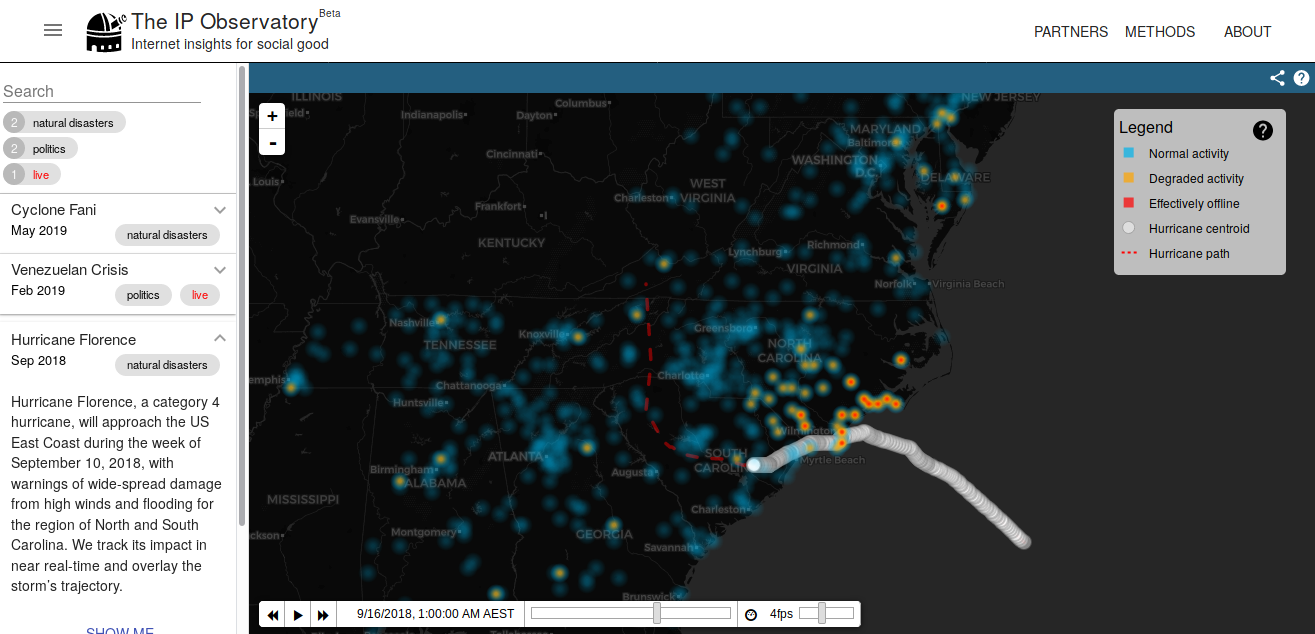 The IP Observatory Beta
Internet insights for social good
PARTNERS METHODS ABOUT
Search
2 natural disasters
2 politics
1 live
Cyclone Fani
May 2019 natural disasters
Venezuelan Crisis
Feb 2019 politics live
Hurricane Florence
Sep 2018 natural disasters
Hurricane Florence, a category 4
hurricane, will approach the US
East Coast during the week of
September 10, 2018, with
warnings of wide-spread damage
from high winds and flooding for
the region of North and South
Carolina. We track its impact in
near real-time and overlay the
storm's trajectory.
SHOW ME
+
-
ILLINOIS
Columbus
NEW JERSEY
Indianapolis
Dayton
MARYLAND
Baltimore
Cincinnati
WASHINGTON,
D.C.
DELAWARE
Louis
WEST
VIRGINIA
Charleston
Frankfort
Evansville
KENTUCKY
Richmond
Lynchburg
VIRGINIA
Norfolk
Virginia Beach
Nashville
Knoxville
Greensboro
TENNESSEE
NORTH
CAROLINA
Charlotte
emphis
Chattanooga
Huntsville
Wilmington
ATLANTA
SOUTH
CAROLIN
Myrtle Beach
Birmingham
Augusta
ALABAMA
MISSISSIPPI
Charleston
ckson
Montgomery
GEORGIA
Savannah
Brunswick
Tallahassee
Legend ?
Normal activity
Degraded activity
Effectively offline
Hurricane centroid
Hurricane path
9/16/2018, 1:00:00 AM AEST
4fps